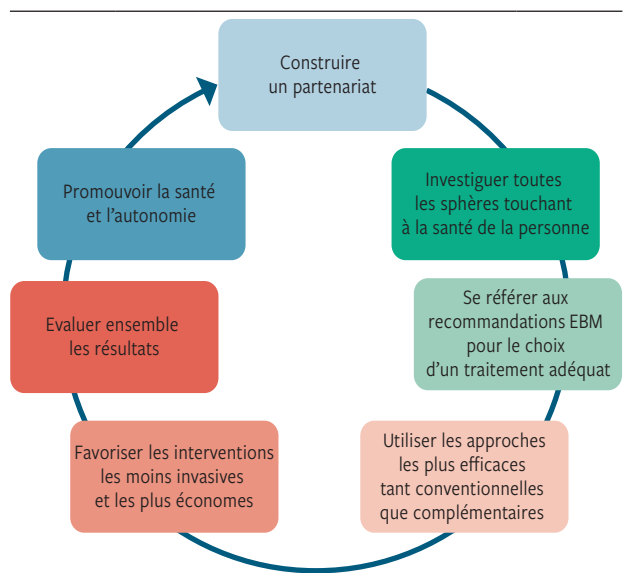 Construire
un partenariat
Investiguer toutes
les sphères touchant
à la santé de la personne
Se référer aux
recommandations EBM
pour le choix
d'un traitement adéquat
Utiliser les approches
les plus efficaces
tant conventionnelles
que complémentaires
Favoriser les interventions
les moins invasives
et les plus économes
Evaluer ensemble
les résultats
Promouvoir la santé
et l'autonomie